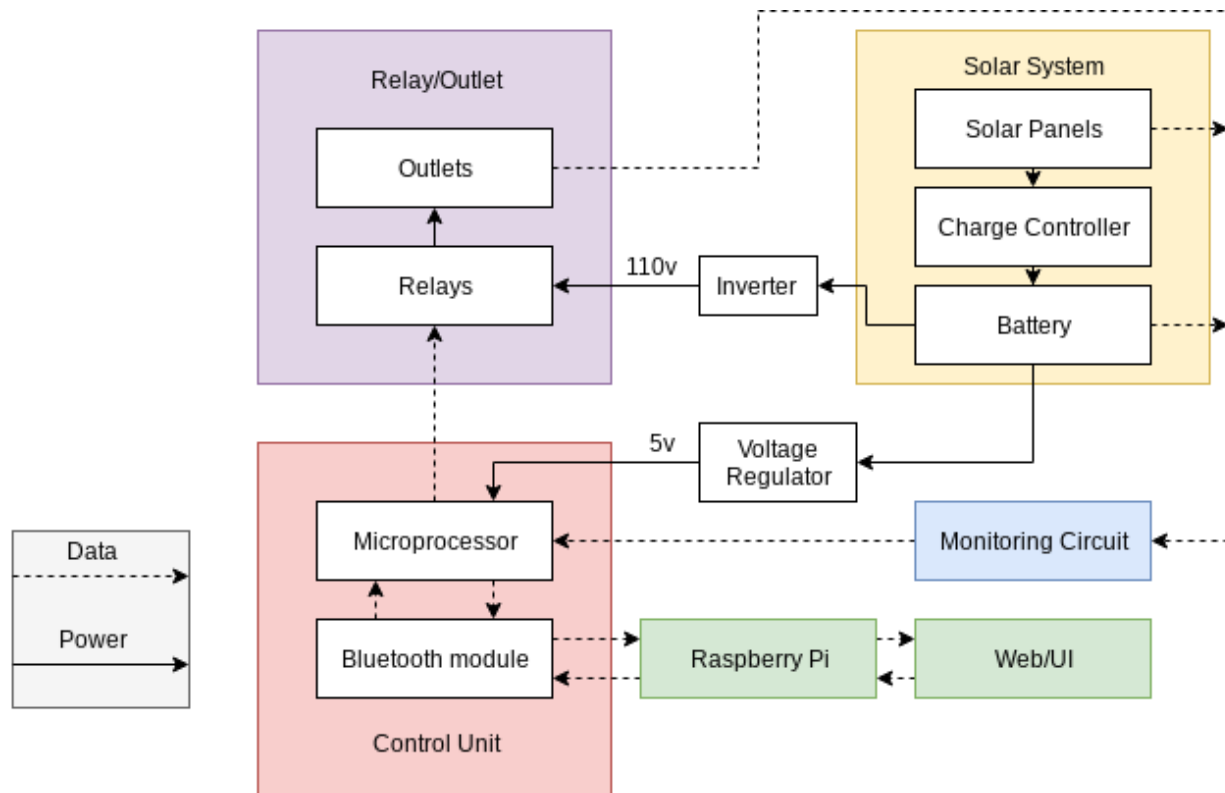 Relay/Outlet
Outlets
Relays
110v
Inverter
Solar System
Solar Panels
Charge Controller
Battery
5v
Voltage
Regulator
Microprocessor
Bluetooth module
Control Unit
Monitoring Circuit
Raspberry Pi
Web/UI
Data
Power